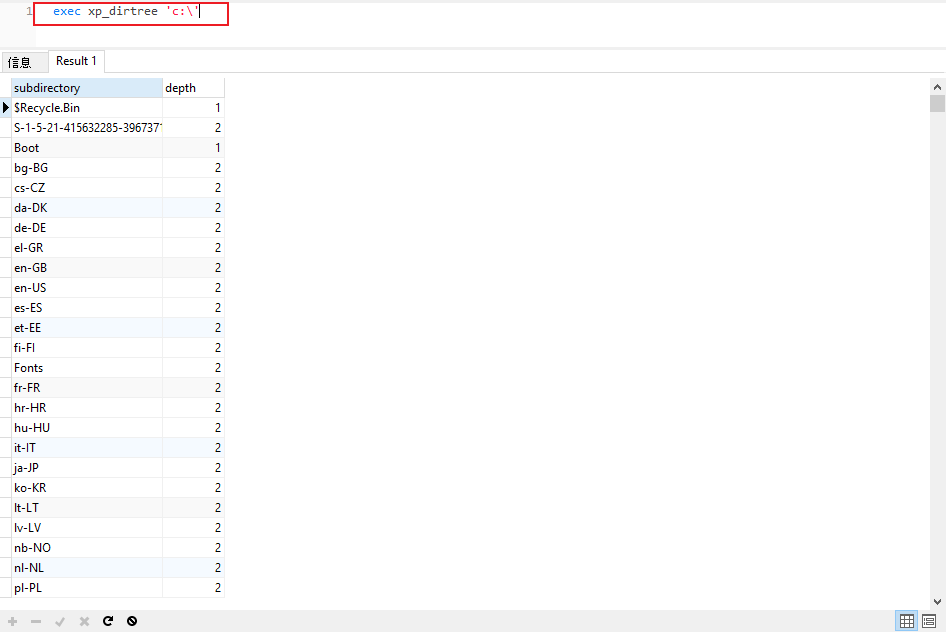 1 exec xp_dirtree 'c:\'
信息 Result 1
subdirectory depth
$Recycle.Bin 1
S-1-5-21-415632285-396737 2
Boot 1
bg-BG 2
cs-CZ 2
da-DK 2
de-DE 2
el-GR 2
en-GB 2
en-US 2
es-ES 2
et-EE 2
fi-FI 2
Fonts 2
fr-FR 2
hr-HR 2
hu-HU 2
it-IT 2
ja-JP 2
ko-KR 2
lt-LT 2
lv-LV 2
nb-NO 2
nl-NL 2
pl-PL 2